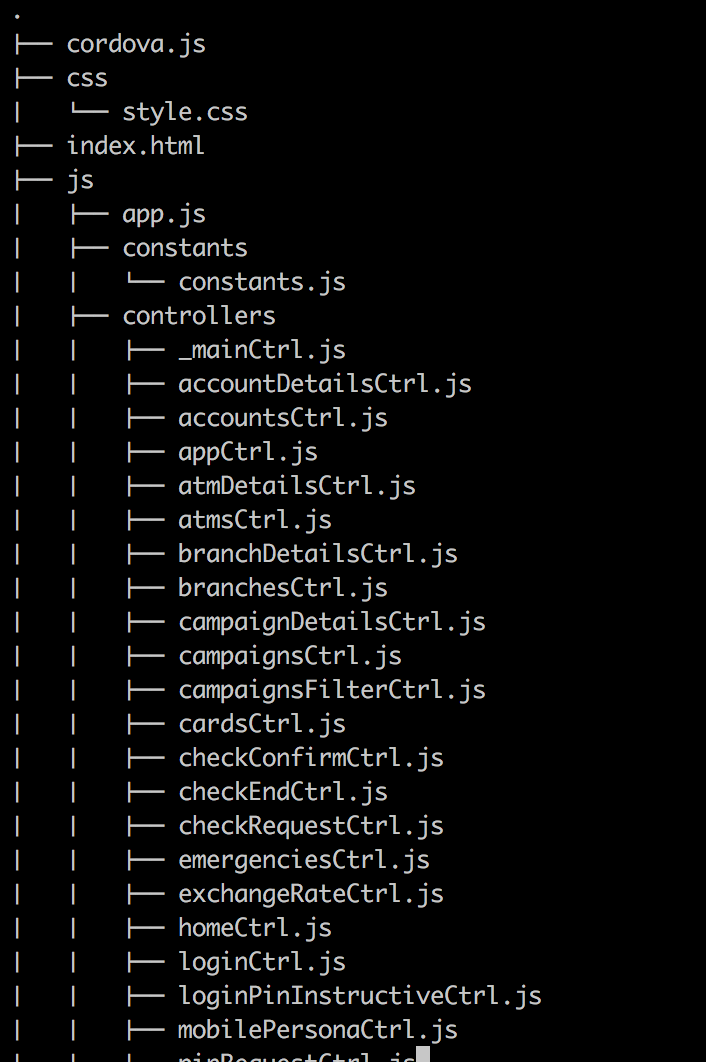 .
├── cordova.js
├── css
│   └── style.css
├── index.html
├── js
│   ├── app.js
│   ├── constants
│   │   └── constants.js
│   ├── controllers
│   │   ├── _mainCtrl.js
│   │   ├── accountDetailsCtrl.js
│   │   ├── accountsCtrl.js
│   │   ├── appCtrl.js
│   │   ├── atmDetailsCtrl.js
│   │   ├── atmsCtrl.js
│   │   ├── branchDetailsCtrl.js
│   │   ├── branchesCtrl.js
│   │   ├── campaignDetailsCtrl.js
│   │   ├── campaignsCtrl.js
│   │   ├── campaignsFilterCtrl.js
│   │   ├── cardsCtrl.js
│   │   ├── checkConfirmCtrl.js
│   │   ├── checkEndCtrl.js
│   │   ├── checkRequestCtrl.js
│   │   ├── emergenciesCtrl.js
│   │   ├── exchangeRateCtrl.js
│   │   ├── homeCtrl.js
│   │   ├── loginCtrl.js
│   │   ├── loginPinInstructiveCtrl.js
│   │   ├── mobilePersonaCtrl.js
│   │   ├── pinRequestCtrl.js